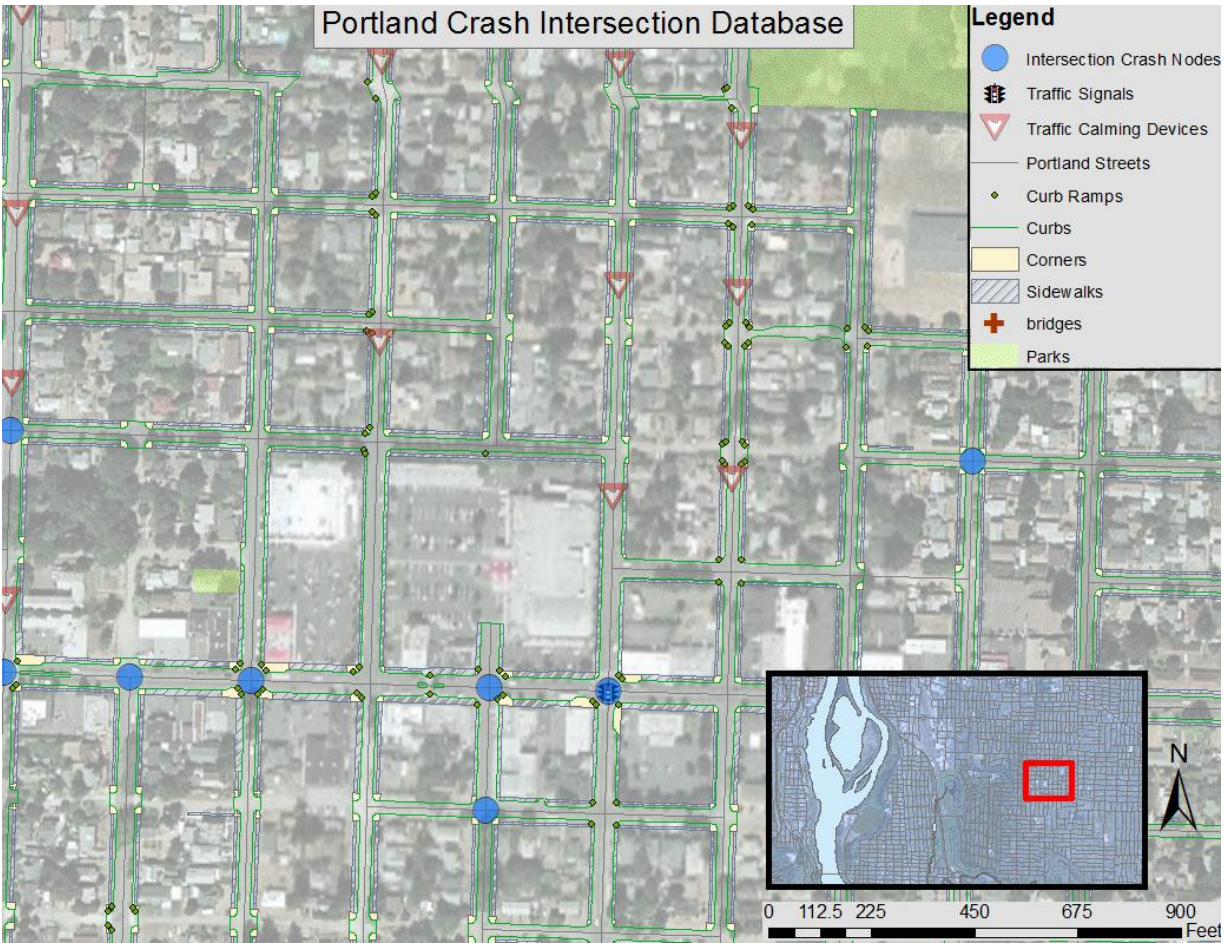 Portland Crash Intersection Database
Legend
Intersection Crash Nodes
Traffic Signals
Traffic Calming Devices
Portland Streets
Curb Ramps
Curbs
Corners
Sidewalks
bridges
Parks
N
0 112.5 225 450 675 900
Feet